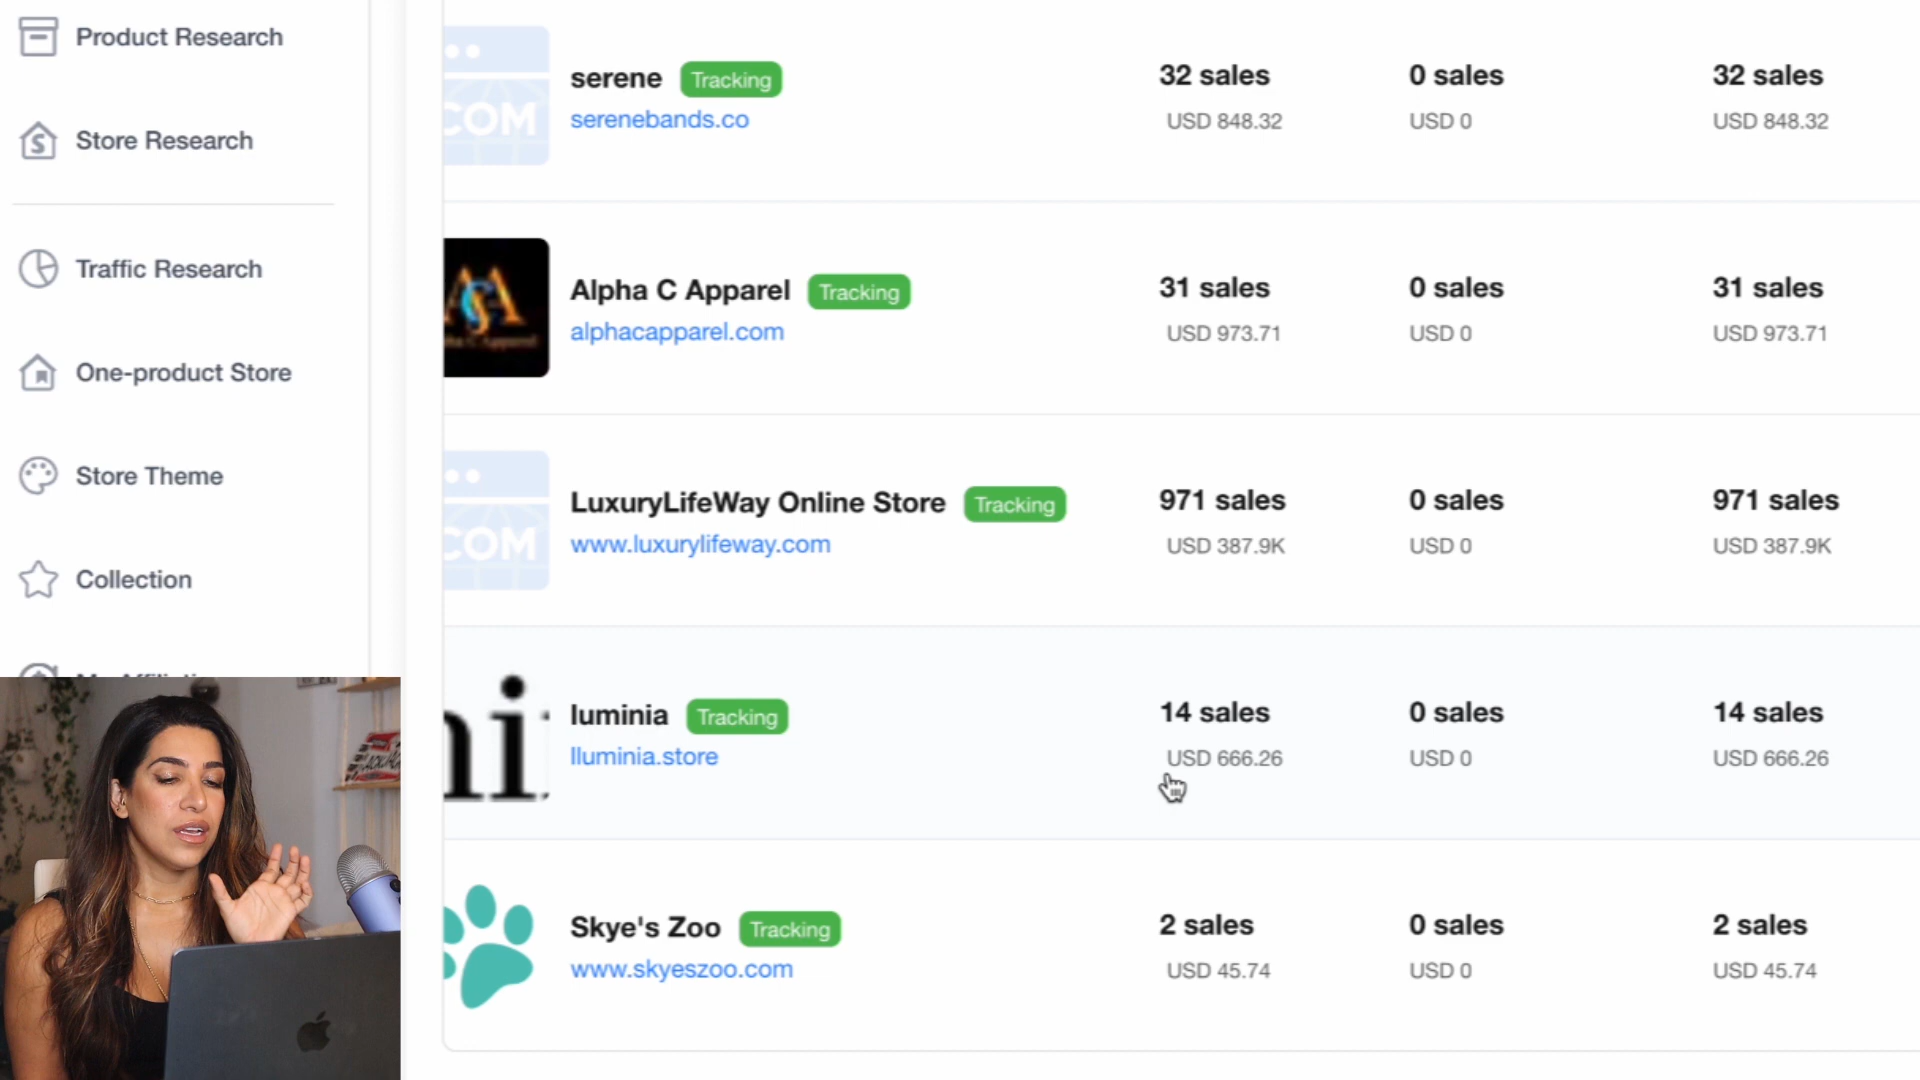 Product Research
Store Research
Traffic Research
One-product Store
Store Theme
Collection
COM
serene Tracking
serenebands.co
32 sales
USD 848.32
0 sales
USD 0
32 sales
USD 848.32
Alpha C Apparel Tracking
alphacapparel.com
31 sales
USD 973.71
0 sales
USD 0
31 sales
USD 973.71
COM
LuxuryLifeWay Online Store Tracking
www.luxurylifeway.com
971 sales
USD 387.9K
0 sales
USD 0
971 sales
USD 387.9K
ni
luminia Tracking
lluminia.store
14 sales
USD 666.26
0 sales
USD 0
14 sales
USD 666.26
Skye's Zoo Tracking
www.skyeszoo.com
2 sales
USD 45.74
0 sales
USD 0
2 sales
USD 45.74